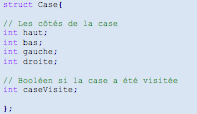 struct Case{
// Les côtés de la case
int haut;
int bas;
int gauche;
int droite;
// Booléen si la case a été visitée
int caseVisite;
};